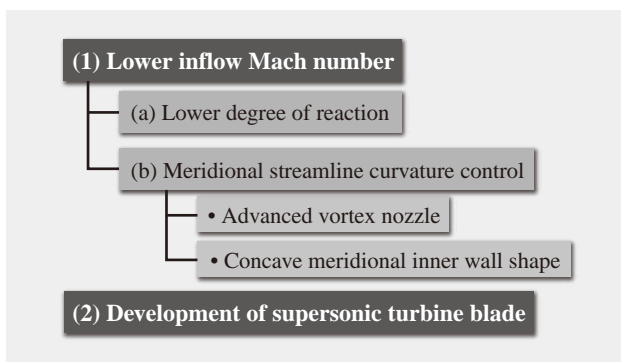 (1) Lower inflow Mach number
(a) Lower degree of reaction
(b) Meridional streamline curvature control
• Advanced vortex nozzle
• Concave meridional inner wall shape
(2) Development of supersonic turbine blade